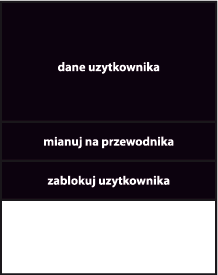 dane uzytkownika
mianuj na przewodnika
zablokuj uzytkownika